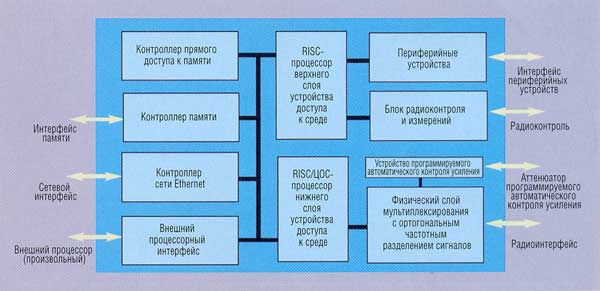 Контроллер прямого
доступа к памяти
Контроллер памяти
Контроллер
сети Ethernet
Внешний
процессорный
интерфейс
RISC-
процессор
верхнего
слоя
устройства
доступа
к среде
RISC/ЦОС-
процессор
нижнего
слоя
устройства
доступа
к среде
Периферийные
устройства
Блок радиоконтроля
и измерений
Устройство программируемого
автоматического контроля усиления
Физический слой
мультиплексирования
с ортогональным
частотным
разделением сигналов
Интерфейс
памяти
Сетевой
интерфейс
Внешний процессор
(произвольный)
Интерфейс
периферийных
устройств
Радиоконтроль
Аттенюатор
программируемого
автоматического
контроля усиления
Радиоинтерфейс